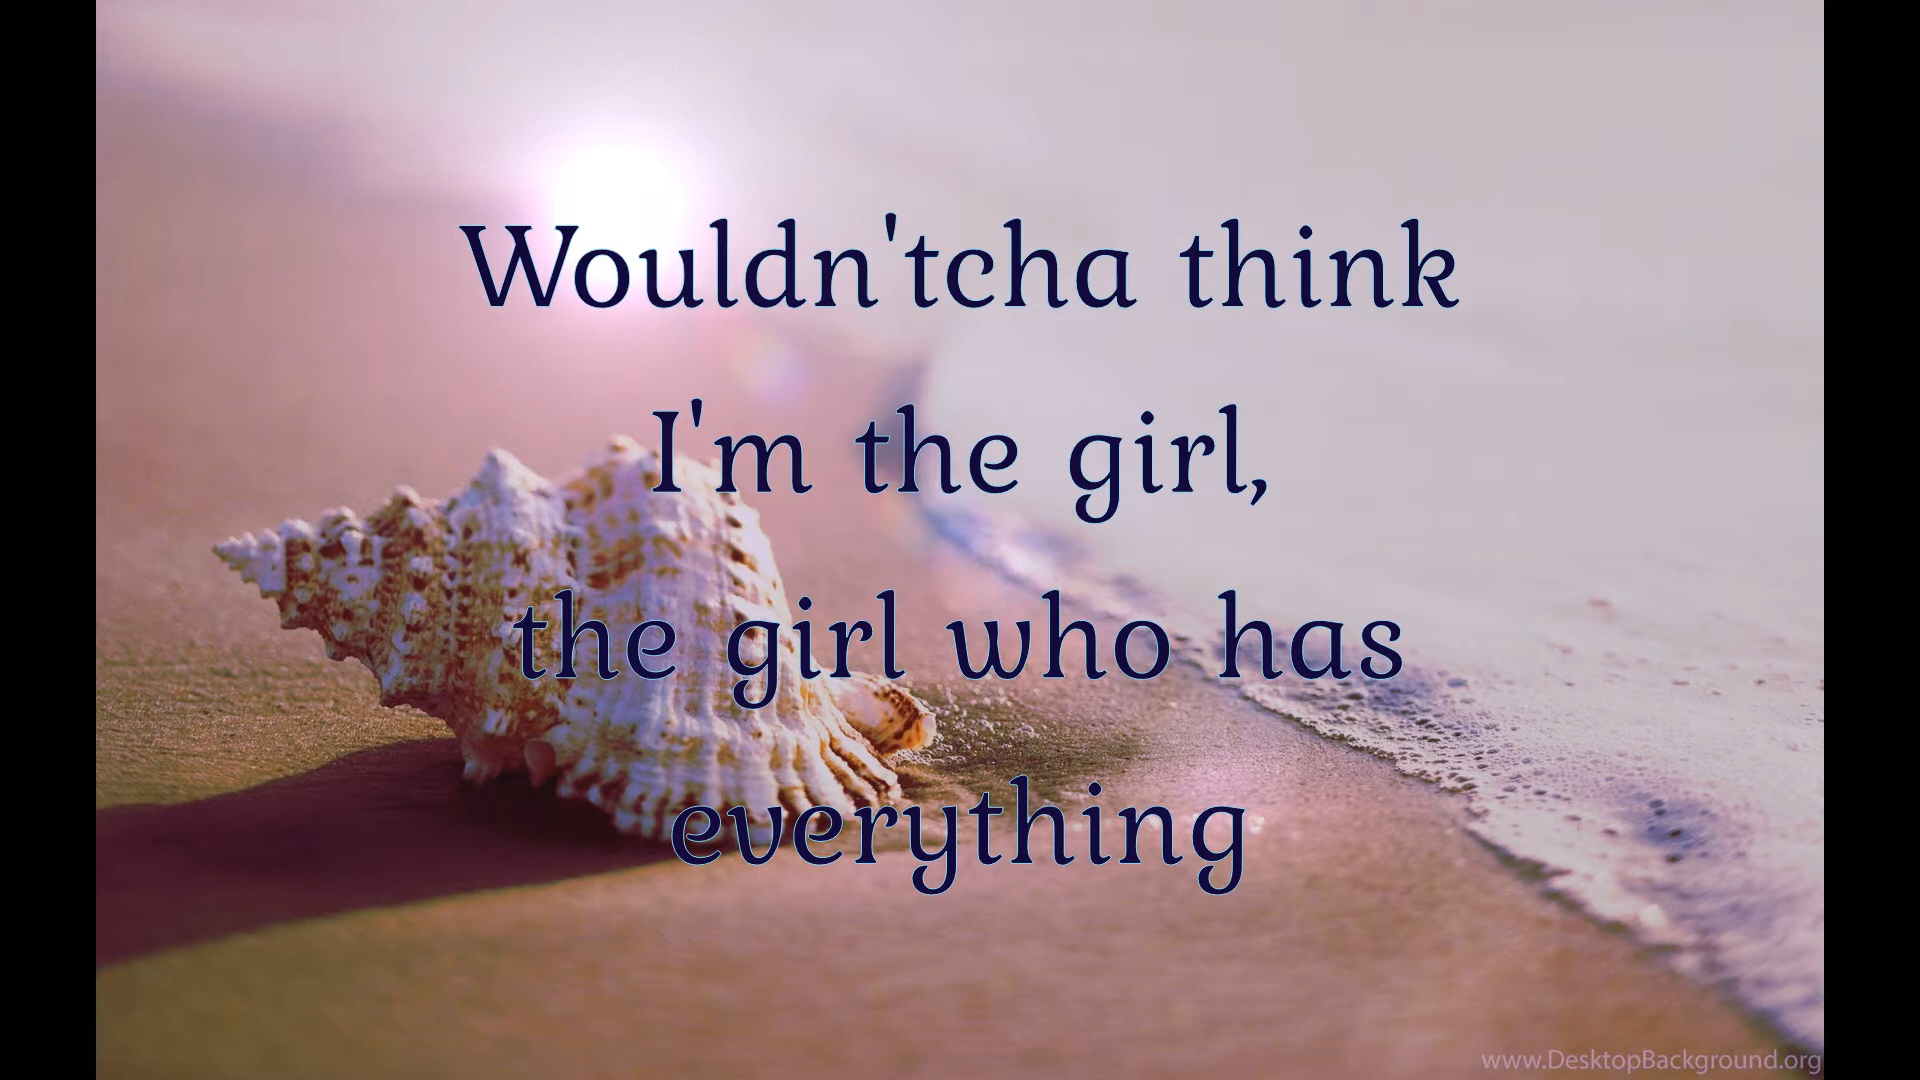 Wouldn'tcha think
I'm the girl,
the girl who has
everything
www.DesktopBackground.org